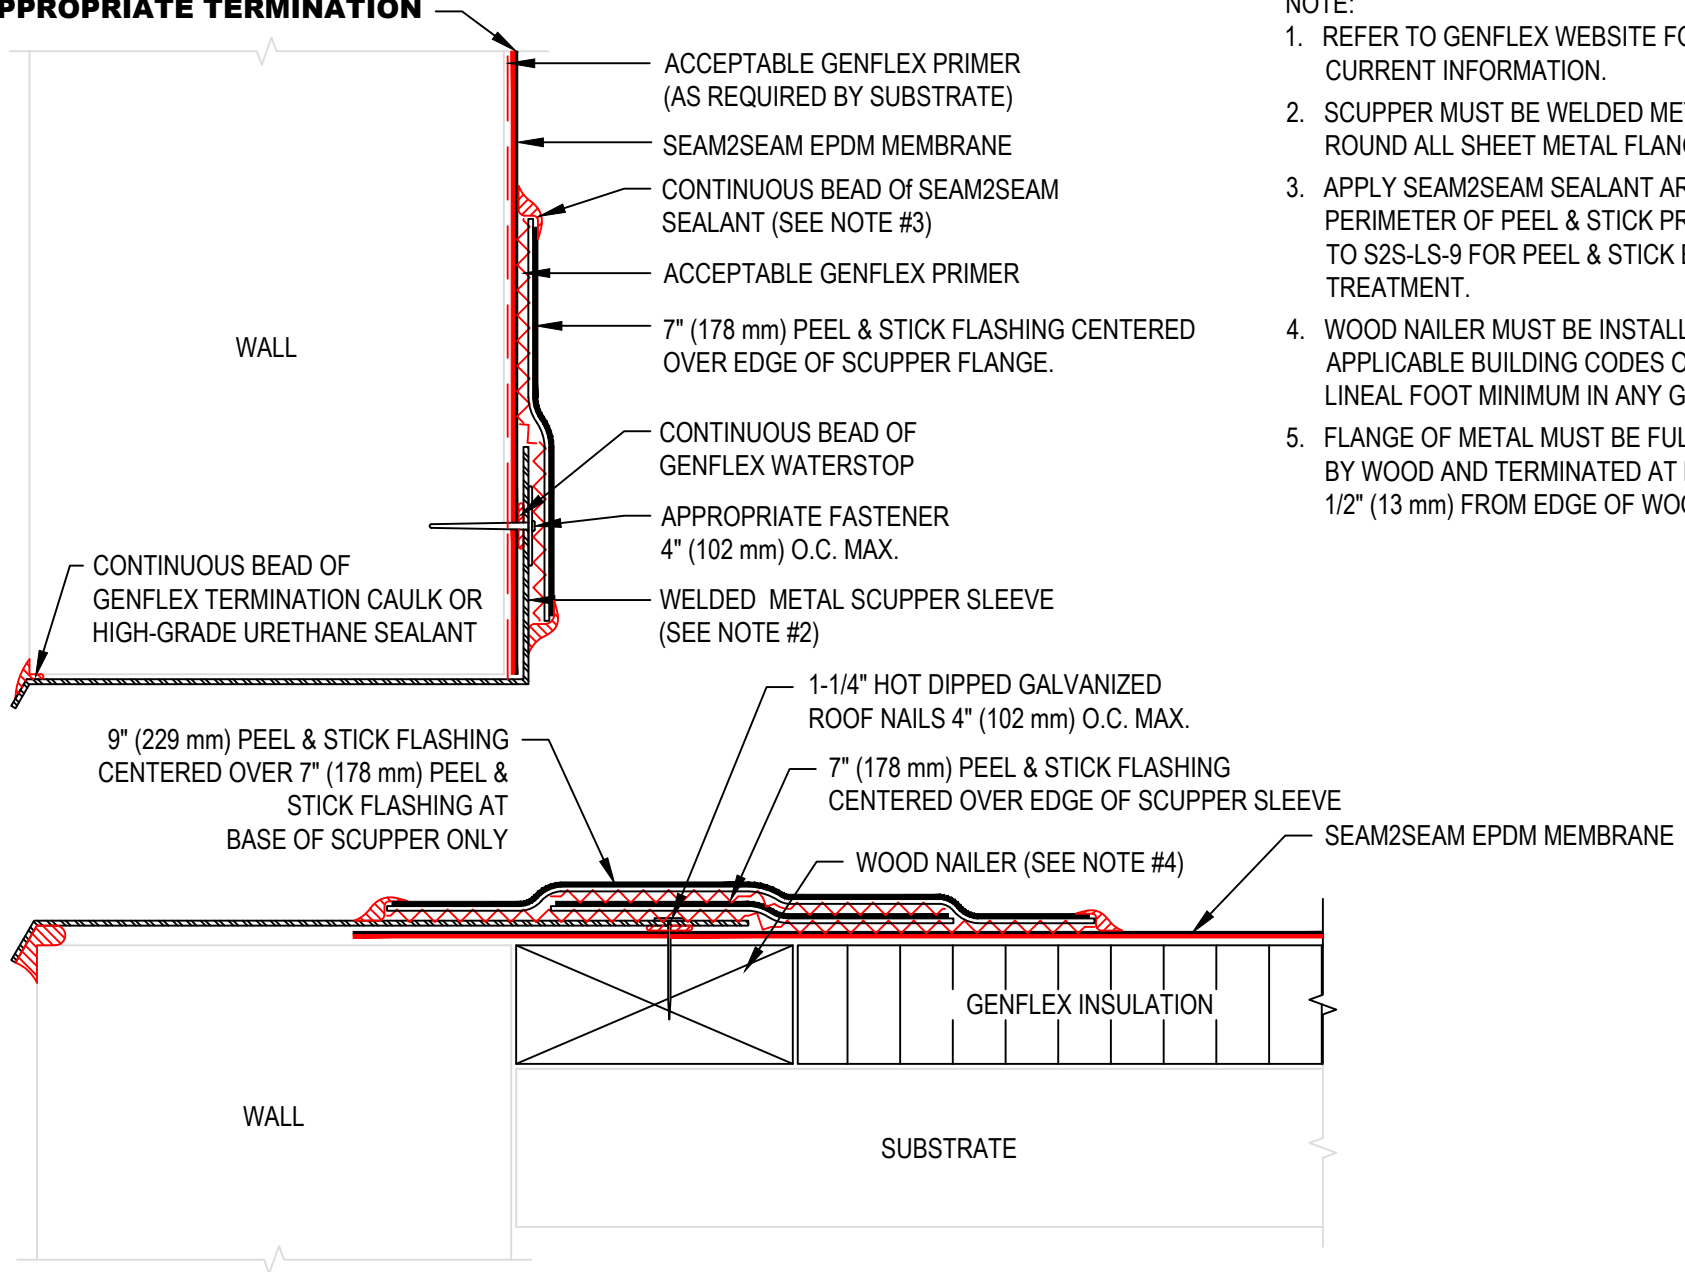 PPROPRIATE TERMINATION
ACCEPTABLE GENFLEX PRIMER
(AS REQUIRED BY SUBSTRATE)
SEAM2SEAM EPDM MEMBRANE
CONTINUOUS BEAD Of SEAM2SEAM
SEALANT (SEE NOTE #3)
ACCEPTABLE GENFLEX PRIMER
7" (178 mm) PEEL & STICK FLASHING CENTERED
OVER EDGE OF SCUPPER FLANGE.
CONTINUOUS BEAD OF
GENFLEX WATERSTOP
APPROPRIATE FASTENER
4" (102 mm) O.C. MAX.
WELDED METAL SCUPPER SLEEVE
(SEE NOTE #2)
WALL
CONTINUOUS BEAD OF
GENFLEX TERMINATION CAULK OR
HIGH-GRADE URETHANE SEALANT
NOTE:
1. REFER TO GENFLEX WEBSITE FO
CURRENT INFORMATION.
2. SCUPPER MUST BE WELDED ME
ROUND ALL SHEET METAL FLAN
3. APPLY SEAM2SEAM SEALANT AR
PERIMETER OF PEEL & STICK PR
TO S2S-LS-9 FOR PEEL & STICK
TREATMENT.
4. WOOD NAILER MUST BE INSTALL
APPLICABLE BUILDING CODES O
LINEAL FOOT MINIMUM IN ANY G
5. FLANGE OF METAL MUST BE FUL
BY WOOD AND TERMINATED AT
1/2" (13 mm) FROM EDGE OF WOO
1-1/4" HOT DIPPED GALVANIZED
ROOF NAILS 4" (102 mm) O.C. MAX.
9" (229 mm) PEEL & STICK FLASHING
CENTERED OVER 7" (178 mm) PEEL &
STICK FLASHING AT
BASE OF SCUPPER ONLY
7" (178 mm) PEEL & STICK FLASHING
CENTERED OVER EDGE OF SCUPPER SLEEVE
SEAM2SEAM EPDM MEMBRANE
WOOD NAILER (SEE NOTE #4)
GENFLEX INSULATION
WALL
SUBSTRATE